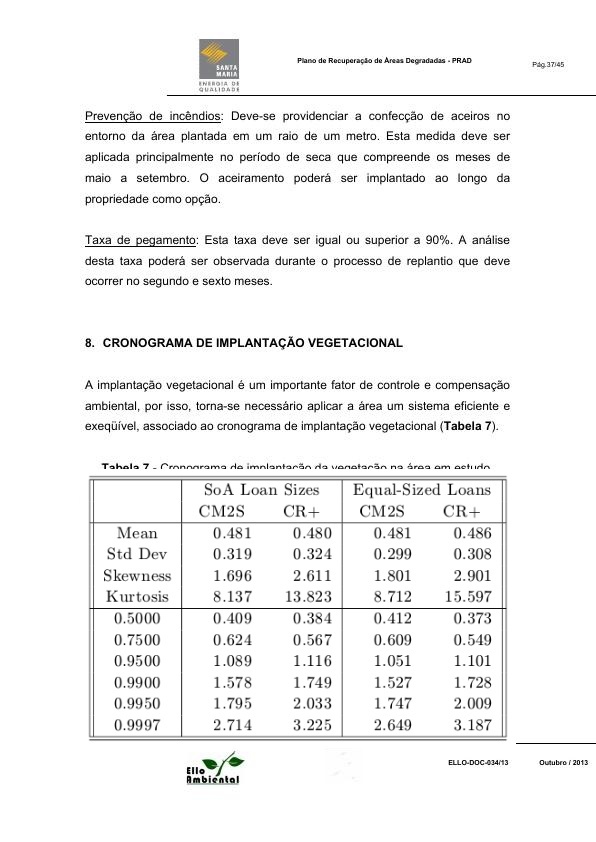 SANTA
MARIA
ENERGIA DE
QUALIDADE
Plano de Recuperação de Áreas Degradadas - PRAD
Pág.37/45
Prevenção de incêndios: Deve-se providenciar a confecção de aceiros no
entorno da área plantada em um raio de um metro. Esta medida deve ser
aplicada principalmente no período de seca que compreende os meses de
maio a setembro. O aceiramento poderá ser implantado ao longo da
propriedade como opção.
Taxa de pegamento: Esta taxa deve ser igual ou superior a 90%. A análise
desta taxa poderá ser observada durante o processo de replantio que deve
ocorrer no segundo e sexto meses.
8. CRONOGRAMA DE IMPLANTAÇÃO VEGETACIONAL
A implantação vegetacional é um importante fator de controle e compensação
ambiental, por isso, torna-se necessário aplicar a área um sistema eficiente e
exeqüível, associado ao cronograma de implantação vegetacional (Tabela 7).
Tabela 7 - Cronograma de implantação da vegetação na área em estudo
SoA Loan Sizes Equal-Sized Loans
CM2S CR+ CM2S CR+
Mean 0.481 0.480 0.481 0.486
Std Dev 0.319 0.324 0.299 0.308
Skewness 1.696 2.611 1.801 2.901
Kurtosis 8.137 13.823 8.712 15.597
0.5000 0.409 0.384 0.412 0.373
0.7500 0.624 0.567 0.609 0.549
0.9500 1.089 1.116 1.051 1.101
0.9900 1.578 1.749 1.527 1.728
0.9950 1.795 2.033 1.747 2.009
0.9997 2.714 3.225 2.649 3.187
Ello
Ambiental
ELLO-DOC-034/13
Outubro / 2013